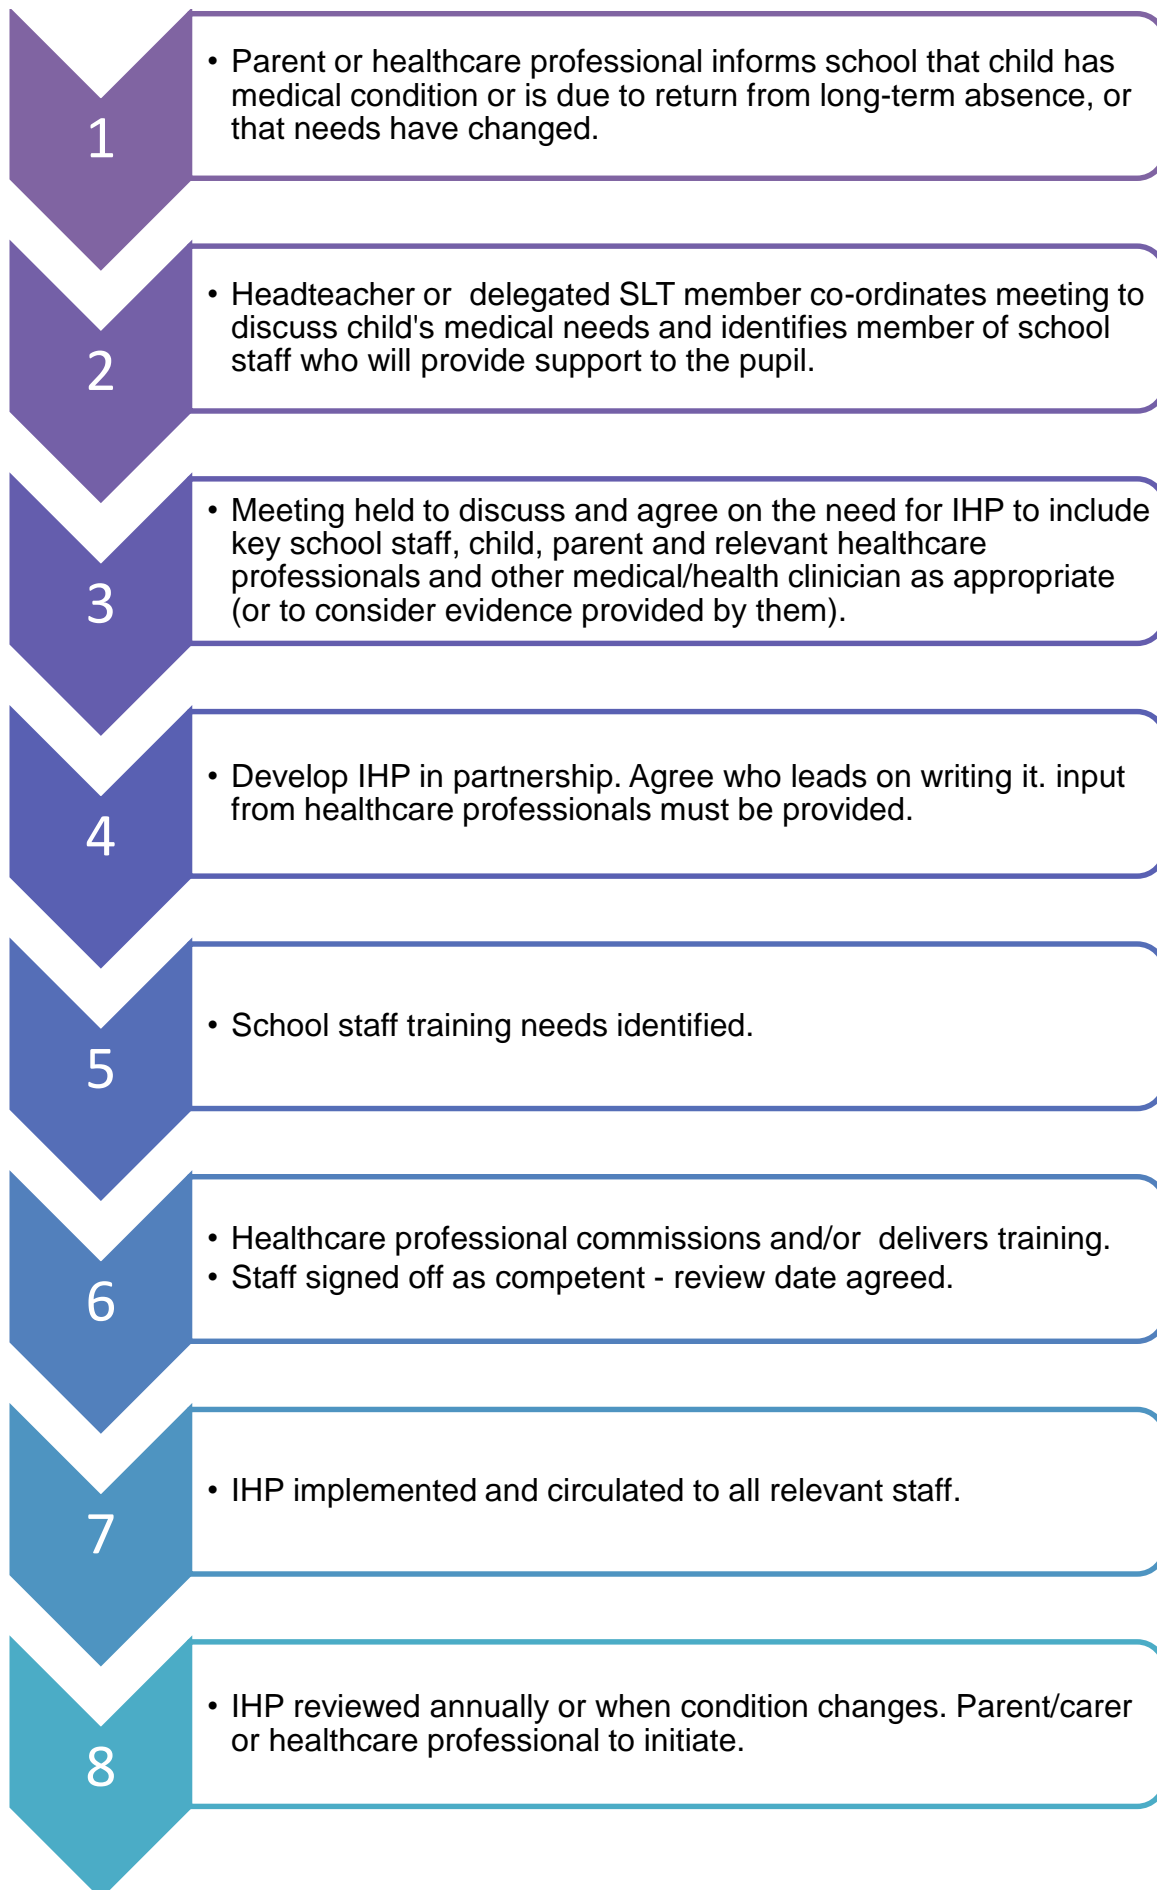 1
• Parent or healthcare professional informs school that child has
medical condition or is due to return from long-term absence, or
that needs have changed.
2
• Headteacher or  delegated SLT member co-ordinates meeting to
discuss child's medical needs and identifies member of school
staff who will provide support to the pupil.
3
• Meeting held to discuss and agree on the need for IHP to include
key school staff, child, parent and relevant healthcare
professionals and other medical/health clinician as appropriate
(or to consider evidence provided by them).
4
• Develop IHP in partnership. Agree who leads on writing it. input
from healthcare professionals must be provided.
5
• School staff training needs identified.
6
• Healthcare professional commissions and/or  delivers training.
• Staff signed off as competent - review date agreed.
7
• IHP implemented and circulated to all relevant staff.
8
• IHP reviewed annually or when condition changes. Parent/carer
or healthcare professional to initiate.